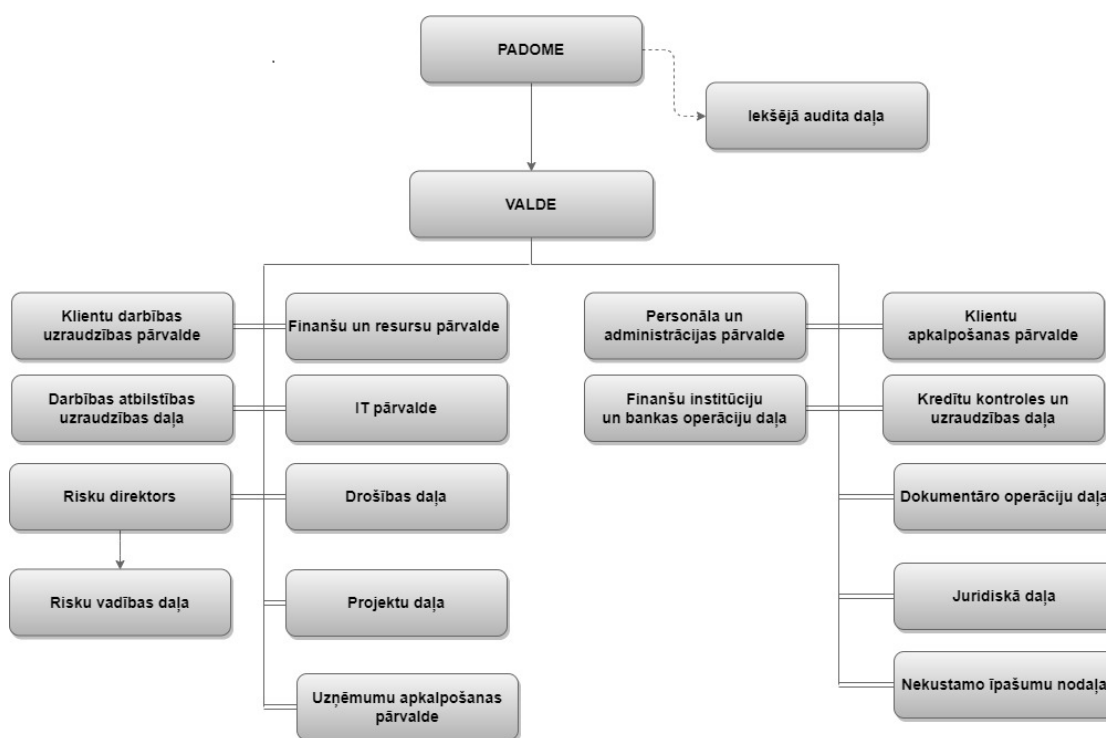 PADOME
Iekšējā audita daļa
VALDE
Klientu darbības
uzraudzības pārvalde
Finanšu un resursu pārvalde
Personāla un
administrācijas pārvalde
Klientu
apkalpošanas pārvalde
Darbības atbilstības
uzraudzības daļa
IT pārvalde
Finanšu institūciju
un bankas operāciju daļa
Kredītu kontroles un
uzraudzības daļa
Risku direktors
Drošības daļa
Dokumentāro operāciju daļa
Risku vadības daļa
Projektu daļa
Juridiskā daļa
Uzņēmumu apkalpošanas
pārvalde
Nekustamo īpašumu nodaļa